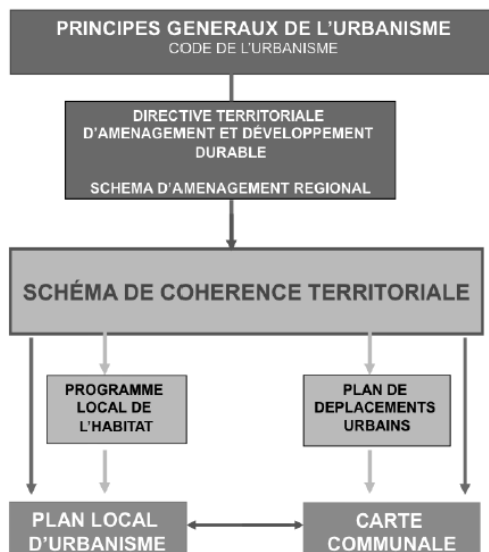 PRINCIPES GENERAUX DE L'URBANISME
CODE DE L'URBANISME
DIRECTIVE TERRITORIALE
D'AMENAGEMENT ET DÉVELOPPEMENT
DURABLE
SCHEMA D'AMENAGEMENT REGIONAL
SCHÉMA DE COHERENCE TERRITORIALE
PROGRAMME
LOCAL DE
L'HABITAT
PLAN DE
DEPLACEMENTS
URBAINS
PLAN LOCAL
D'URBANISME
CARTE
COMMUNALE